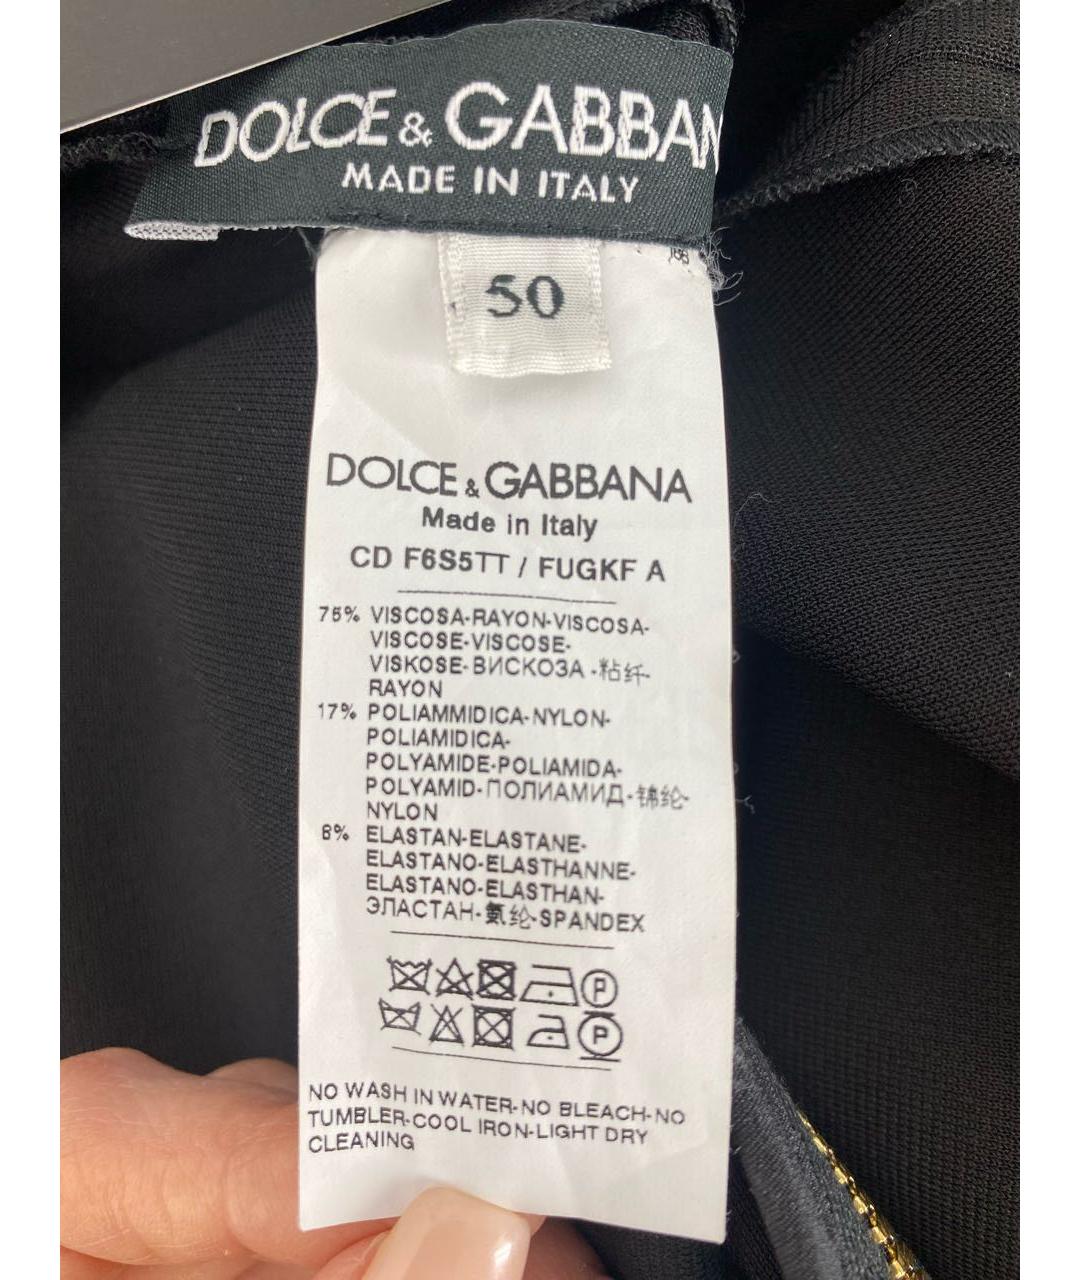 DOLCE & GABBAN
MADE IN ITALY
50
DOLCE & GABBANA
Made in Italy
CD F6S5TT / FUGKF A
75% VISCOSA-RAYON-VISCOSA-
VISCOSE-VISCOSE-
VISKOSE-ВИСКОЗА-粘纤-
RAYON
17% POLIAMMIDICA-NYLON-
POLIAMIDICA-
POLYAMIDE-POLIAMIDA-
POLYAMID-ПОЛИАМИД-锦纶-
NYLON
8% ELASTAN-ELASTANE-
ELASTANO-ELASTHANNE-
ELASTANO-ELASTHAN-
ЭЛАСТАН-氨纶-SPANDEX
P
P
NO WASH IN WATER-NO BLEACH-NO
TUMBLER-COOL IRON-LIGHT DRY
CLEANING